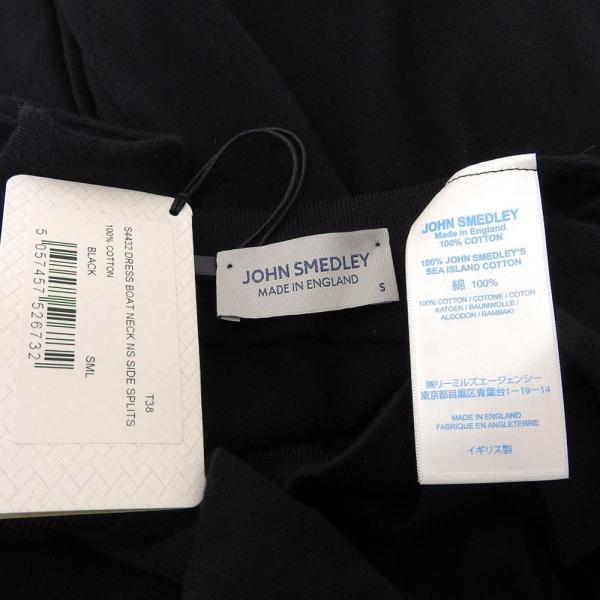 S4432 DRESS BOAT NECK NS SIDE SPLITS
100% COTTON
BLACK
SML
T38
5 057457 526732
JOHN SMEDLEY
MADE IN ENGLAND
S
JOHN SMEDLEY
Made in England
100% COTTON
100% JOHN SMEDLEY'S
SEA ISLAND COTTON
綿 100%
100% COTTON / COTONE / COTON
KATOEN / BAUMWOLLE /
ALGODON / BAMBAKI
㈱リーミルズエージェンシー
東京都目黒区青葉台1-19-14
MADE IN ENGLAND
FABRIQUE EN ANGLETERRE
イギリス製